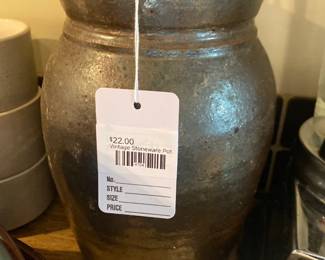 $22.00
Vintage Stoneware Pot
No.
STYLE
SIZE
PRICE